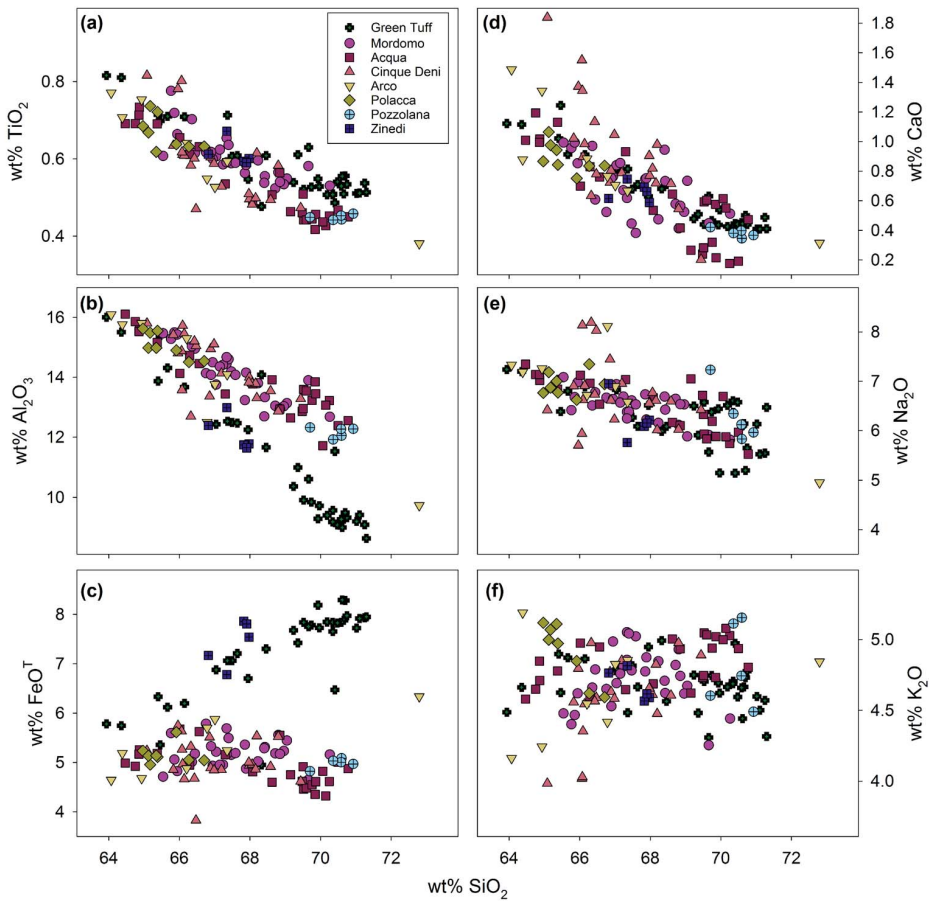 (a)
Green Tuff
Mordomo
Acqua
Cinque Deni
Arco
Polacca
Pozzolana
Zinedi
0.8
0.6
0.4
wt% TiO2
(d)
1.8
1.6
1.4
1.2
1.0
0.8
0.6
0.4
0.2
wt% CaO
(b)
16
14
12
10
wt% Al2O3
(e)
8
7
6
5
4
wt% Na2O
(c)
8
7
6
5
4
wt% FeOT
64 66 68 70 72
(f)
5.0
4.5
4.0
wt% K2O
64 66 68 70 72
wt% SiO2